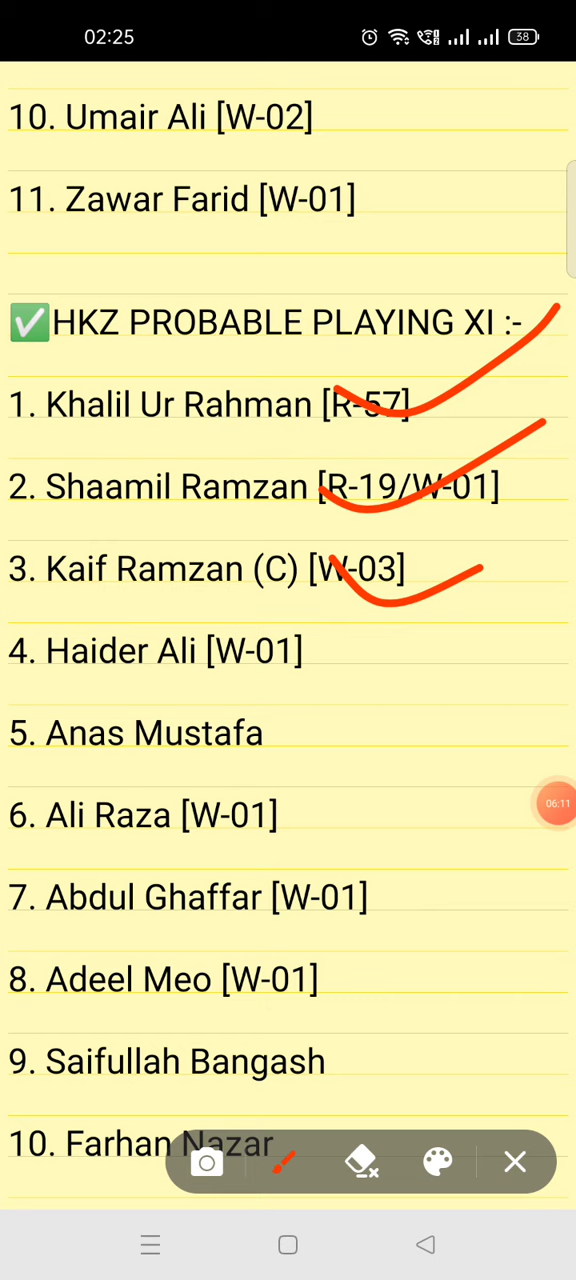 02:25
38
10. Umair Ali [W-02]
11. Zawar Farid [W-01]
✅HKZ PROBABLE PLAYING XI :-
1. Khalil Ur Rahman [R-57]
2. Shaamil Ramzan [R-19/W-01]
3. Kaif Ramzan (C) [W-03]
4. Haider Ali [W-01]
5. Anas Mustafa
6. Ali Raza [W-01]
06:11
7. Abdul Ghaffar [W-01]
8. Adeel Meo [W-01]
9. Saifullah Bangash
10. Farhan Nazar